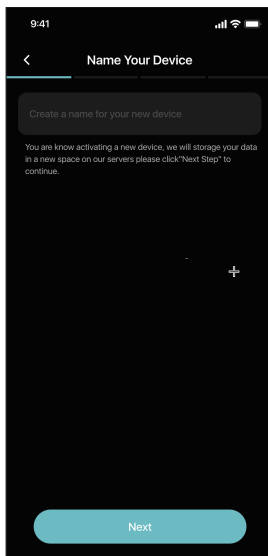 9:41
Name Your Device
Create a name for your new device
You are know activating a new device, we will storage your data
in a new space on our servers please click"Next Step" to
continue.
Next